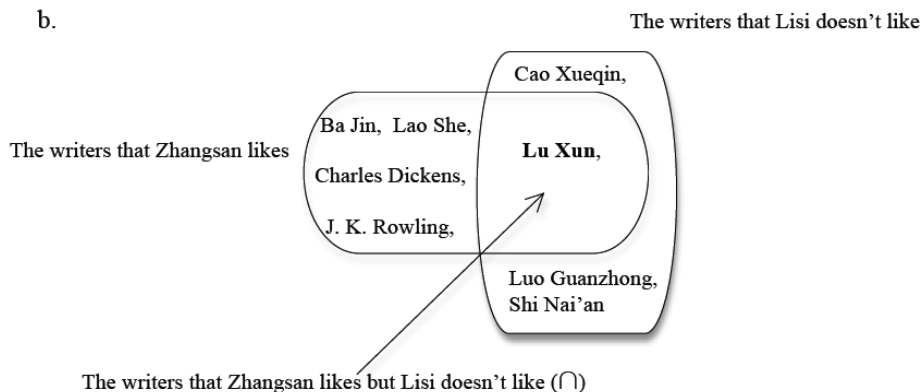 b.
The writers that Lisi doesn't like
Cao Xueqin,
Ba Jin, Lao She,
The writers that Zhangsan likes
Lu Xun,
Charles Dickens,
J. K. Rowling,
Luo Guanzhong,
Shi Nai'an
The writers that Zhangsan likes but Lisi doesn't like (⋂)